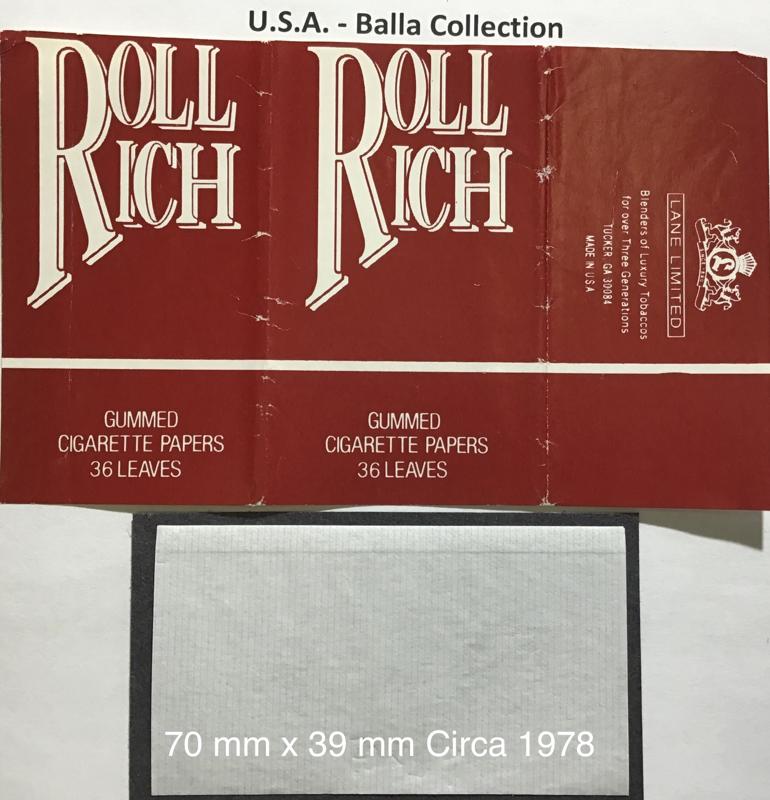 U.S.A. - Balla Collection
ROLL
RICH
ROLL
RICH
LANE LIMITED
Blenders of Luxury Tobaccos
for over Three Generations
TUCKER, GA 30084
MADE IN U.S.A
GUMMED
CIGARETTE PAPERS
36 LEAVES
GUMMED
CIGARETTE PAPERS
36 LEAVES
70 mm x 39 mm Circa 1978